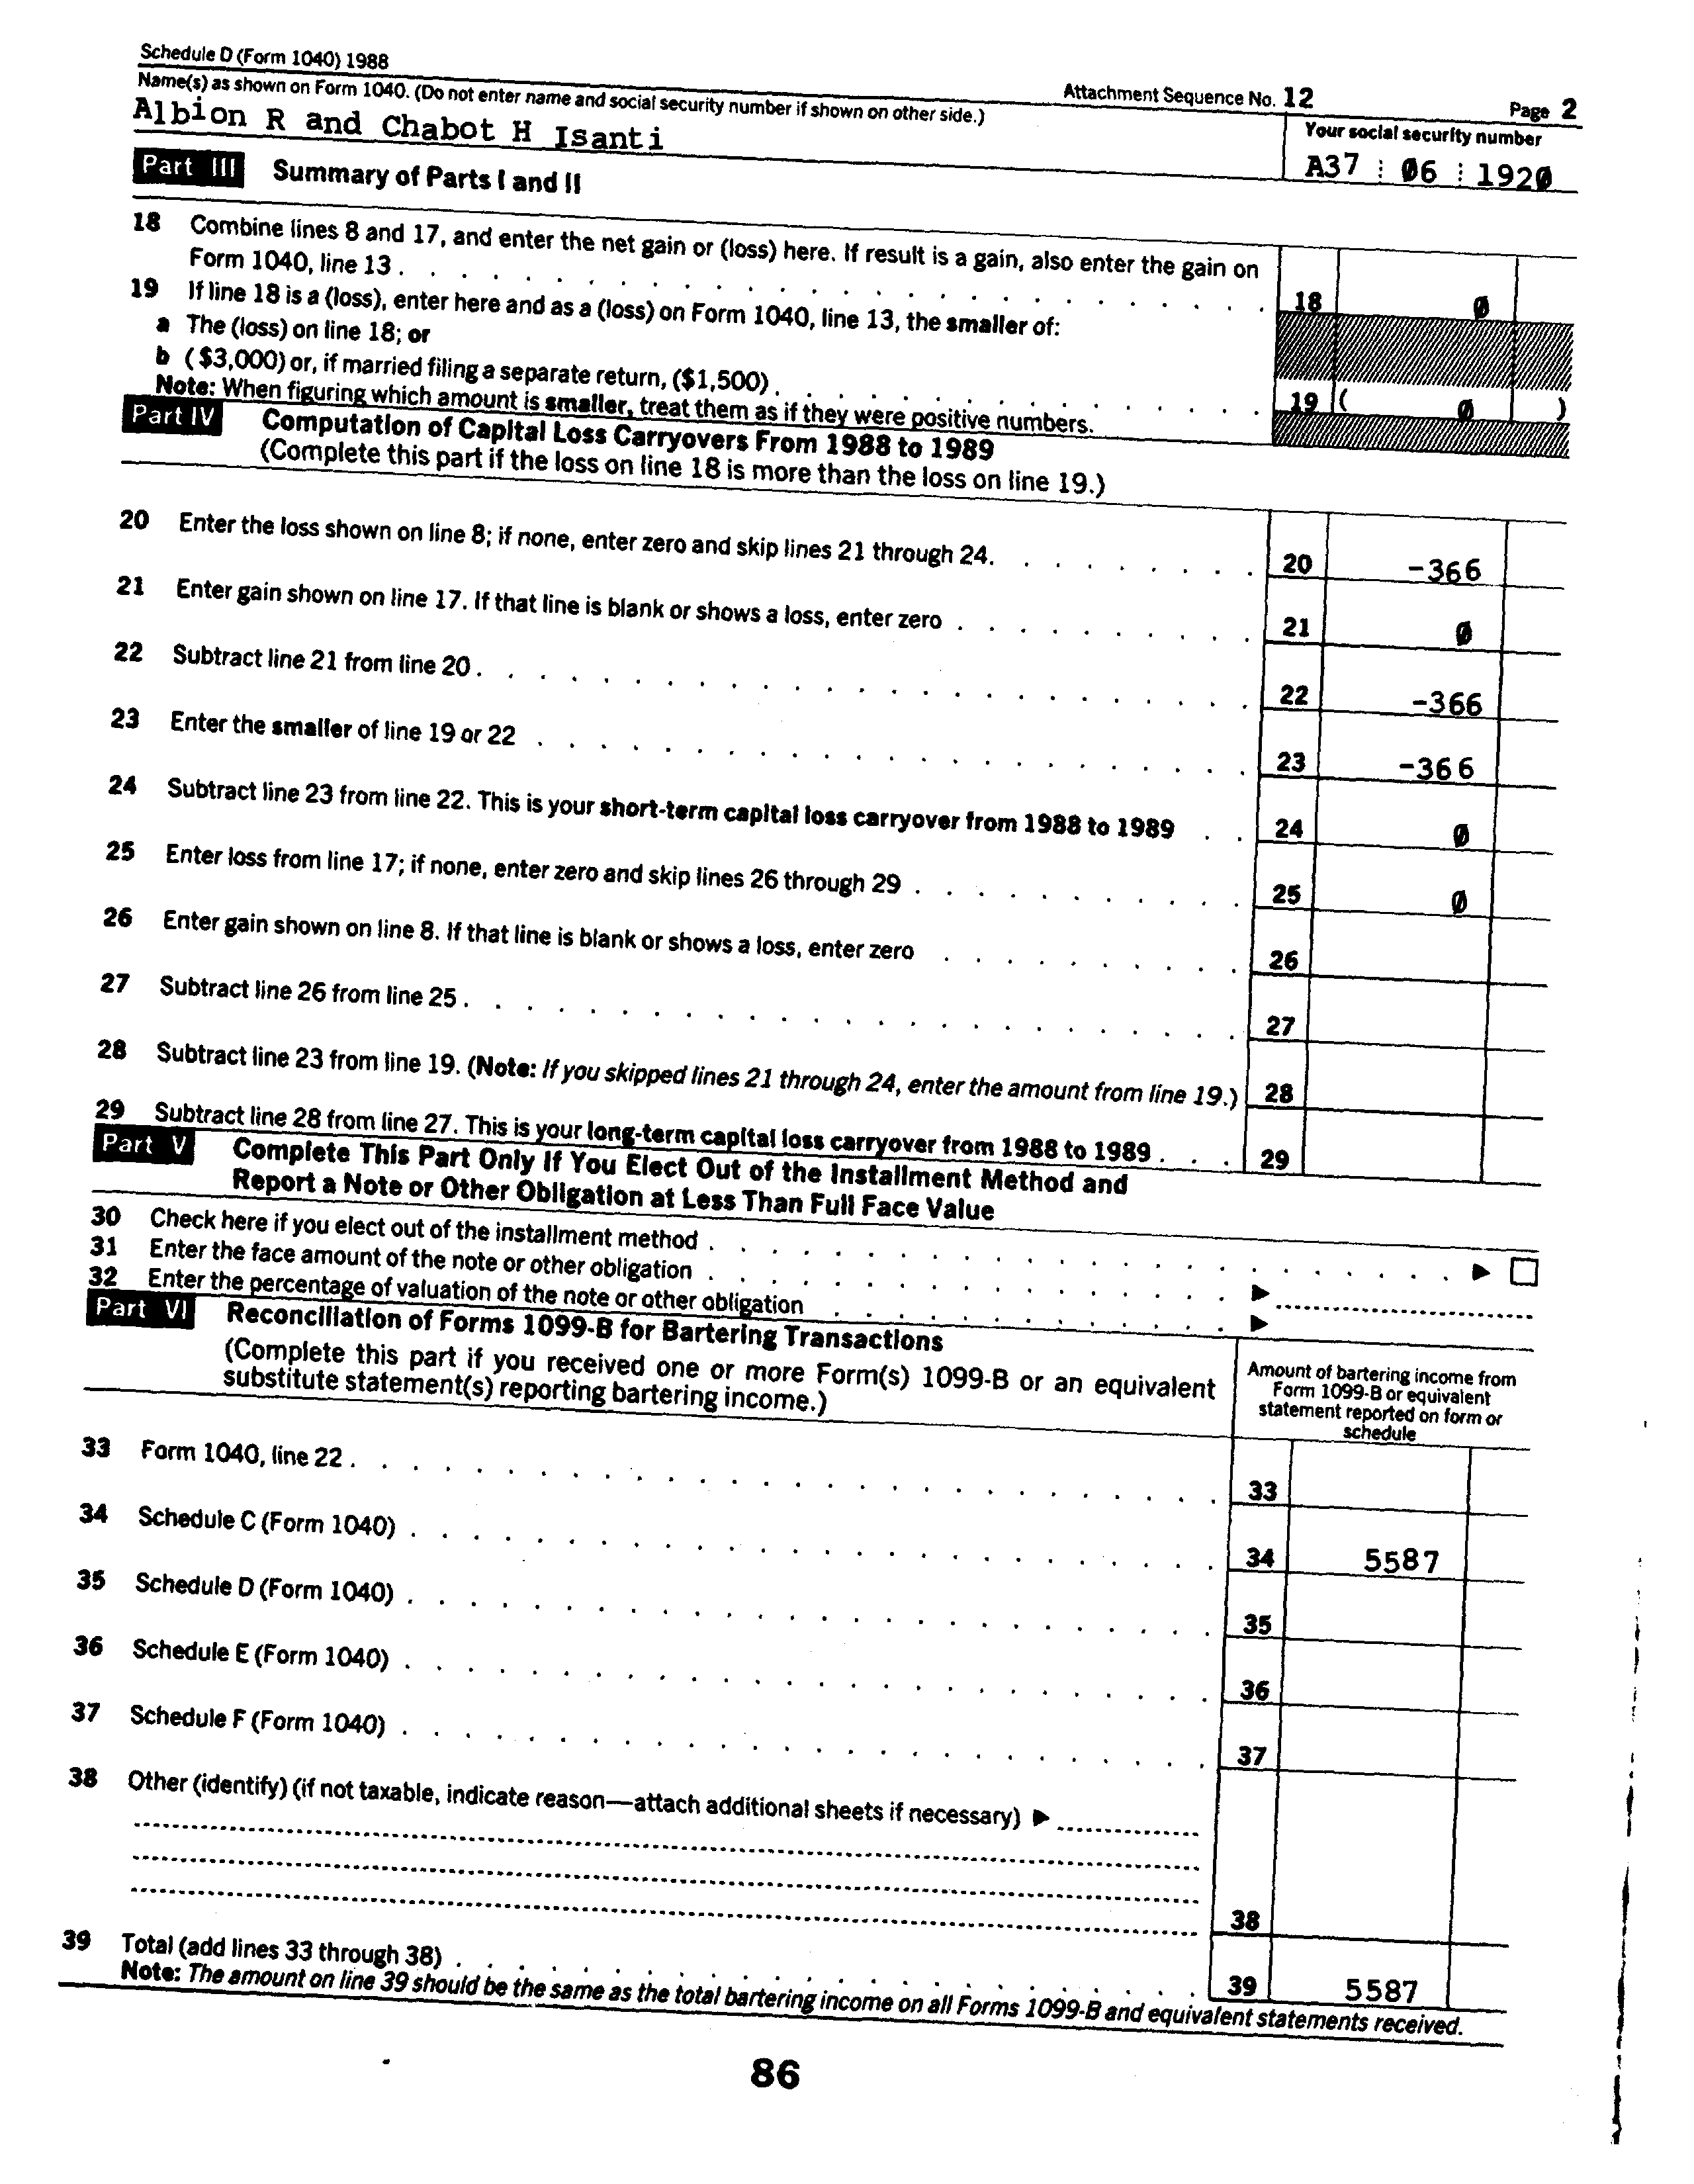 Schedule D (Form 1040) 1988
Attachment Sequence No. 12
Page 2
Name(s) as shown on Form 1040. (Do not enter name and social security number if shown on other side.)
Your social security number
Albion R and Chabot H Isanti
A37 06 192Ø
Part III Summary of Parts I and II
18 Combine lines 8 and 17, and enter the net gain or (loss) here. If result is a gain, also enter the gain on
Form 1040, line 13 . . . . 18 Ø
19 If line 18 is a (loss), enter here and as a (loss) on Form 1040, line 13, the smaller of:
a The (loss) on line 18; or
b ($3,000) or, if married filing a separate return, ($1,500) . . . . 19 ( Ø )
Note: When figuring which amount is smaller, treat them as if they were positive numbers.
Part IV Computation of Capital Loss Carryovers From 1988 to 1989
(Complete this part if the loss on line 18 is more than the loss on line 19.)
20 Enter the loss shown on line 8; if none, enter zero and skip lines 21 through 24. . . . . 20 -366
21 Enter gain shown on line 17. If that line is blank or shows a loss, enter zero . . . . 21 Ø
22 Subtract line 21 from line 20 . . . . 22 -366
23 Enter the smaller of line 19 or 22 . . . . 23 -366
24 Subtract line 23 from line 22. This is your short-term capital loss carryover from 1988 to 1989 . . 24 Ø
25 Enter loss from line 17; if none, enter zero and skip lines 26 through 29 . . . . 25 Ø
26 Enter gain shown on line 8. If that line is blank or shows a loss, enter zero . . . . 26
27 Subtract line 26 from line 25 . . . . 27
28 Subtract line 23 from line 19. (Note: If you skipped lines 21 through 24, enter the amount from line 19.) 28
29 Subtract line 28 from line 27. This is your long-term capital loss carryover from 1988 to 1989 . . . 29
Part V Complete This Part Only If You Elect Out of the Installment Method and
Report a Note or Other Obligation at Less Than Full Face Value
30 Check here if you elect out of the installment method . . . . ▶ ☐
31 Enter the face amount of the note or other obligation . . . . ▶
32 Enter the percentage of valuation of the note or other obligation . . . . ▶
Part VI Reconciliation of Forms 1099-B for Bartering Transactions
(Complete this part if you received one or more Form(s) 1099-B or an equivalent
substitute statement(s) reporting bartering income.)
Amount of bartering income from
Form 1099-B or equivalent
statement reported on form or
schedule
33 Form 1040, line 22 . . . . 33
34 Schedule C (Form 1040) . . . . 34 5587
35 Schedule D (Form 1040) . . . . 35
36 Schedule E (Form 1040) . . . . 36
37 Schedule F (Form 1040) . . . . 37
38 Other (identify) (if not taxable, indicate reason—attach additional sheets if necessary) ▶
38
39 Total (add lines 33 through 38) . . . . 39 5587
Note: The amount on line 39 should be the same as the total bartering income on all Forms 1099-B and equivalent statements received.
86